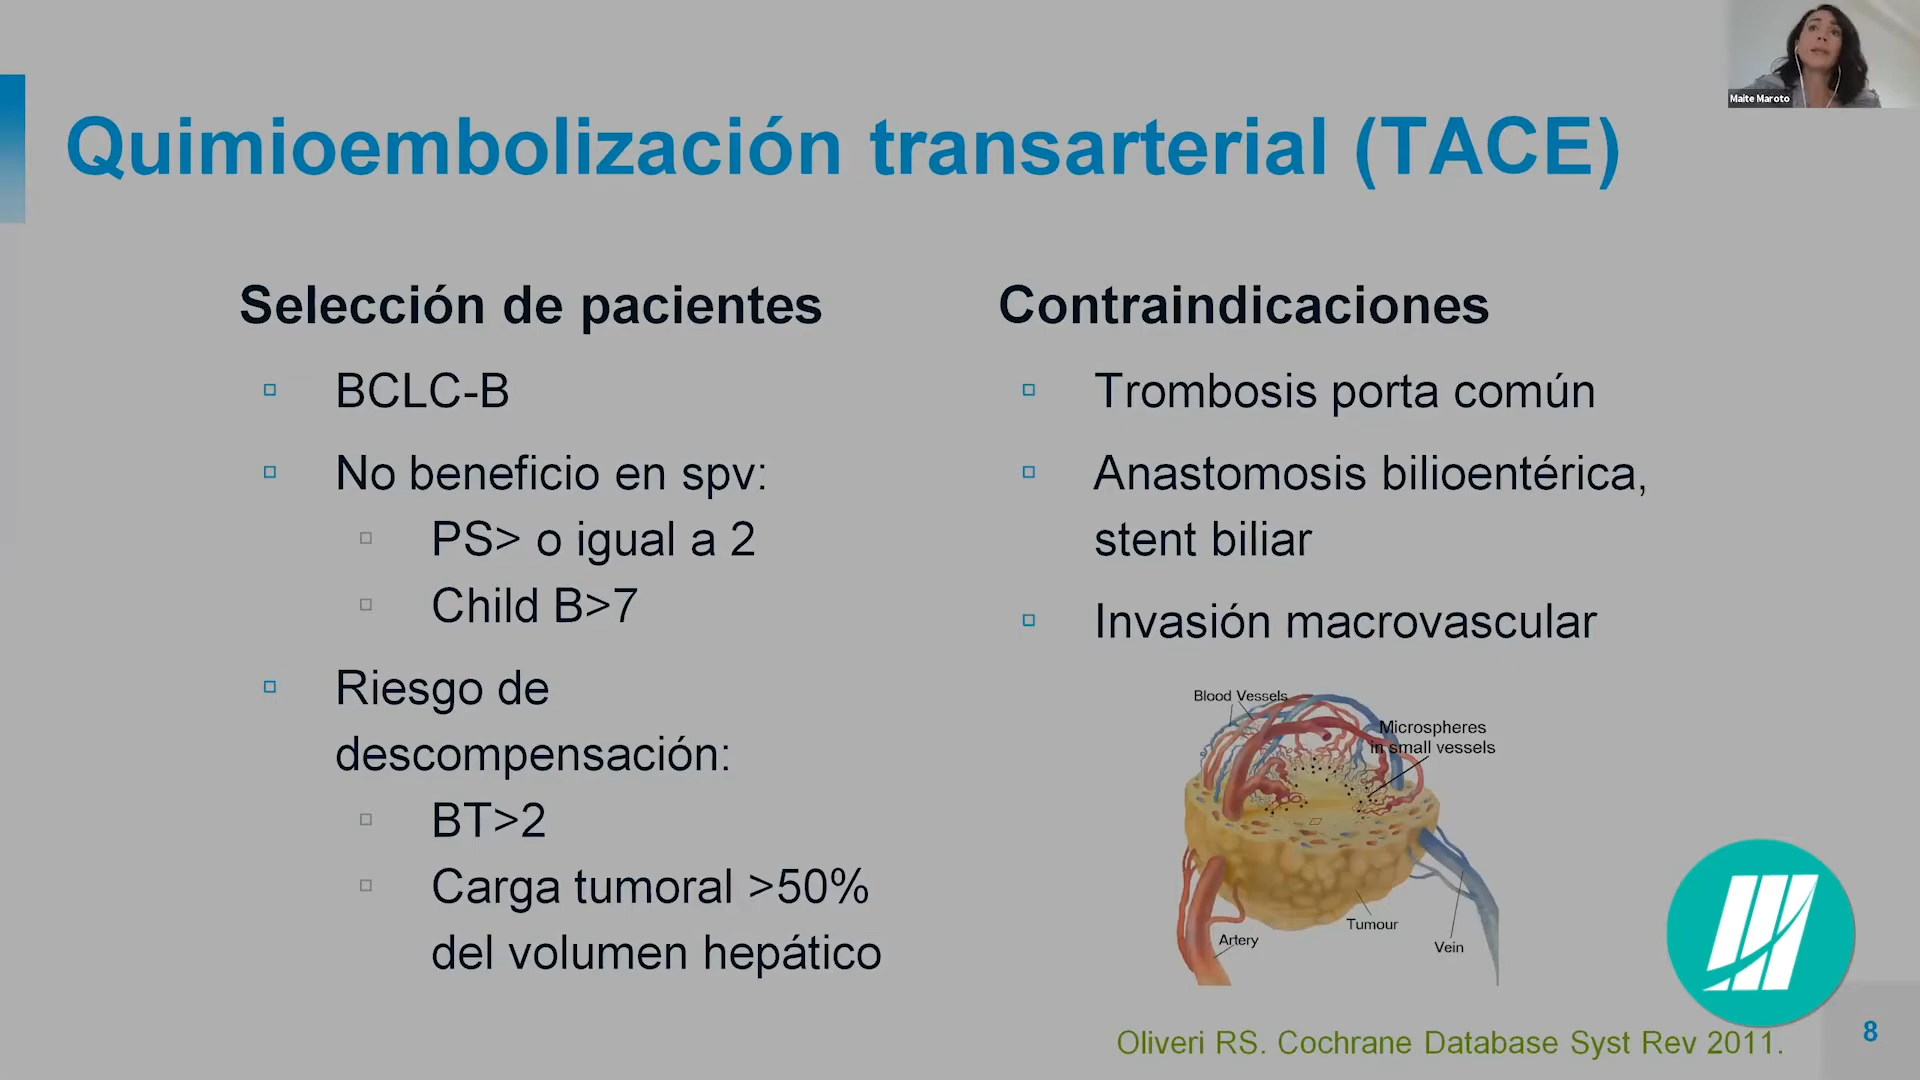 Maite Maroto
Quimioembolización transarterial (TACE)
Selección de pacientes
BCLC-B
No beneficio en spv:
PS> o igual a 2
Child B>7
Riesgo de
descompensación:
BT>2
Carga tumoral >50%
del volumen hepático
Contraindicaciones
Trombosis porta común
Anastomosis bilioentérica,
stent biliar
Invasión macrovascular
Blood Vessels
Microspheres
in small vessels
Tumour
Artery
Vein
Oliveri RS. Cochrane Database Syst Rev 2011.
8